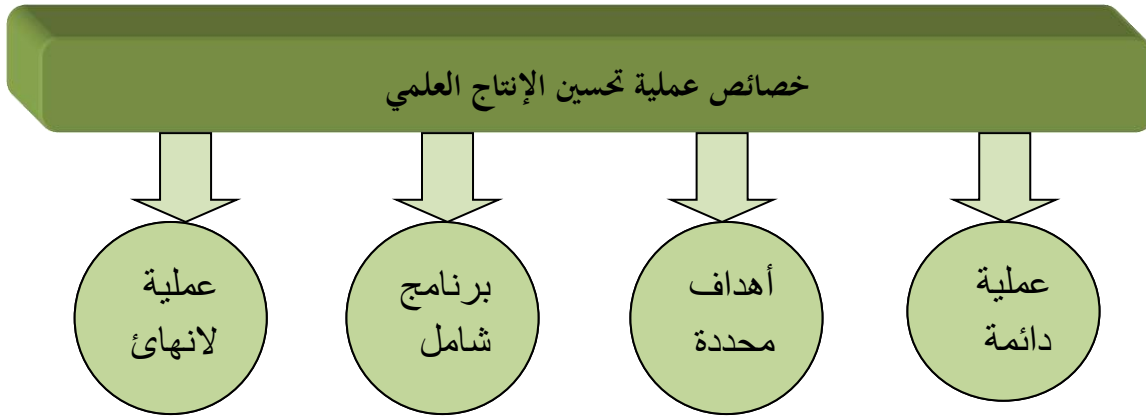 خصائص عملية تحسين الإنتاج العلمي
عملية
دائمة
أهداف
محددة
برنامج
شامل
عملية
لانهائ